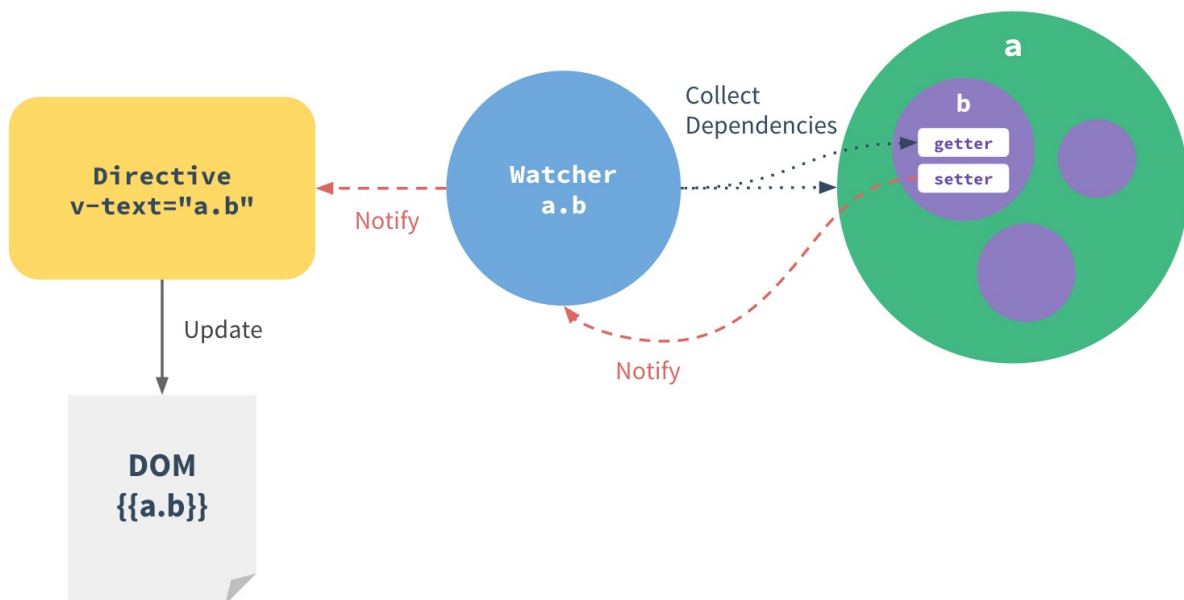 a
b
getter
setter
Collect
Dependencies
Watcher
a.b
Directive
v-text="a.b"
Notify
Notify
Update
DOM
{{a.b}}